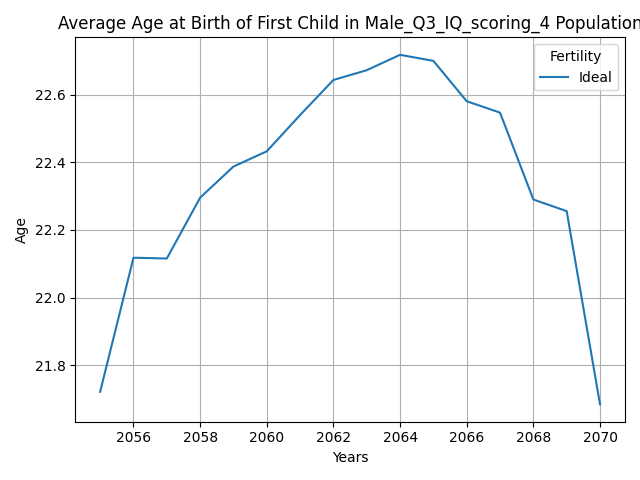 Average Age at Birth of First Child in Male_Q3_IQ_scoring_4 Population
Fertility
Ideal
22.6
22.4
22.2
22.0
21.8
Age
2056 2058 2060 2062 2064 2066 2068 2070
Years